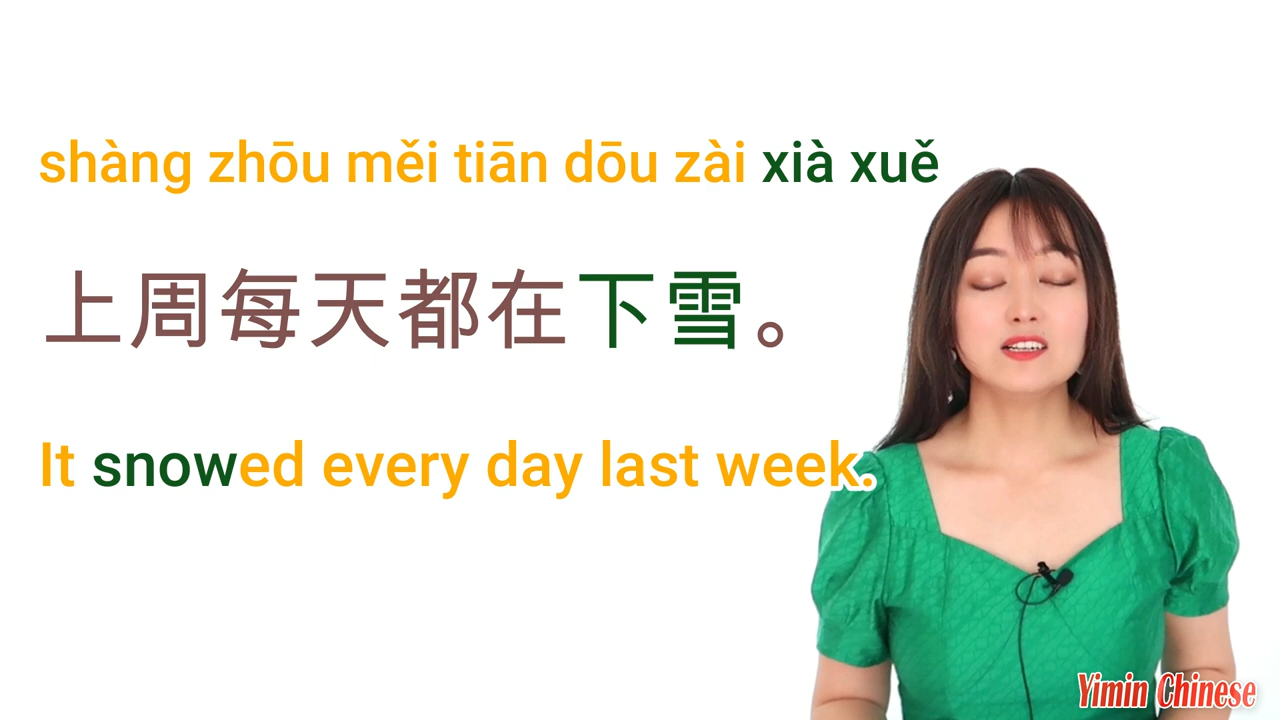 shàng zhōu měi tiān dōu zài xià xuě
上周每天都在下雪。
It snowed every day last week.
Yimin Chinese